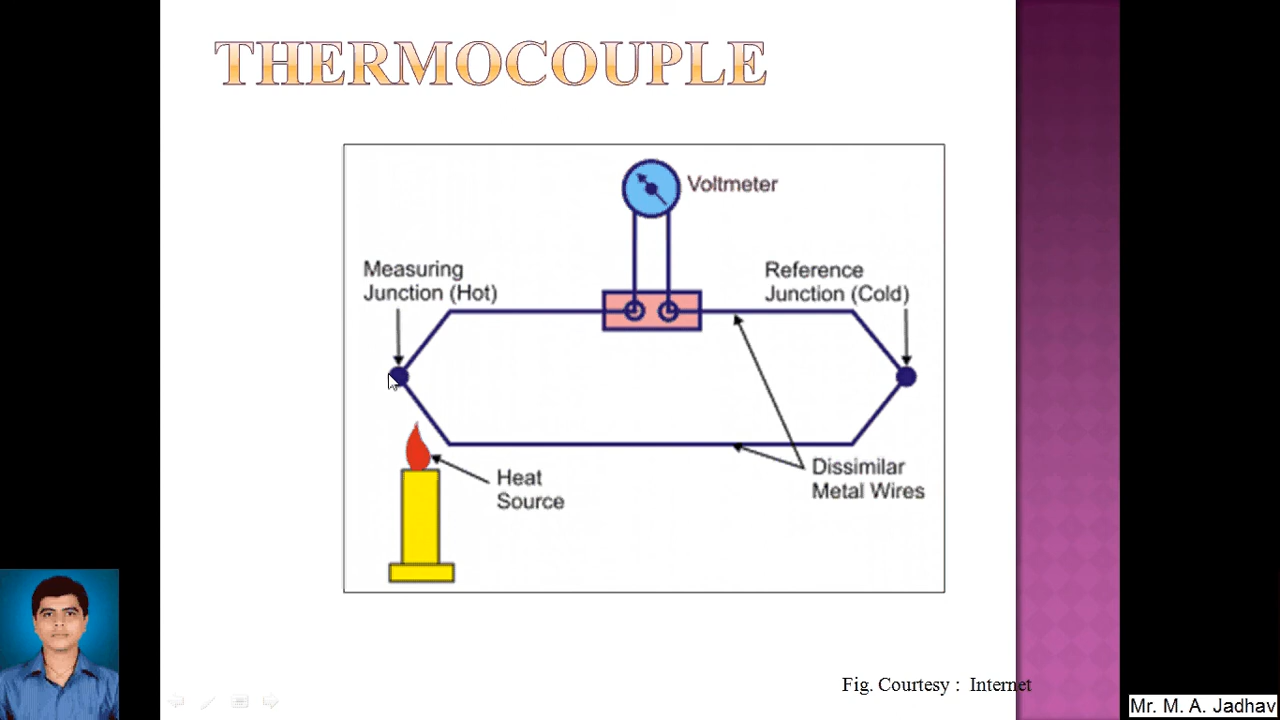 THERMOCOUPLE
Voltmeter
Measuring
Junction (Hot)
Reference
Junction (Cold)
Heat
Source
Dissimilar
Metal Wires
Fig. Courtesy : Internet
Mr. M. A. Jadhav